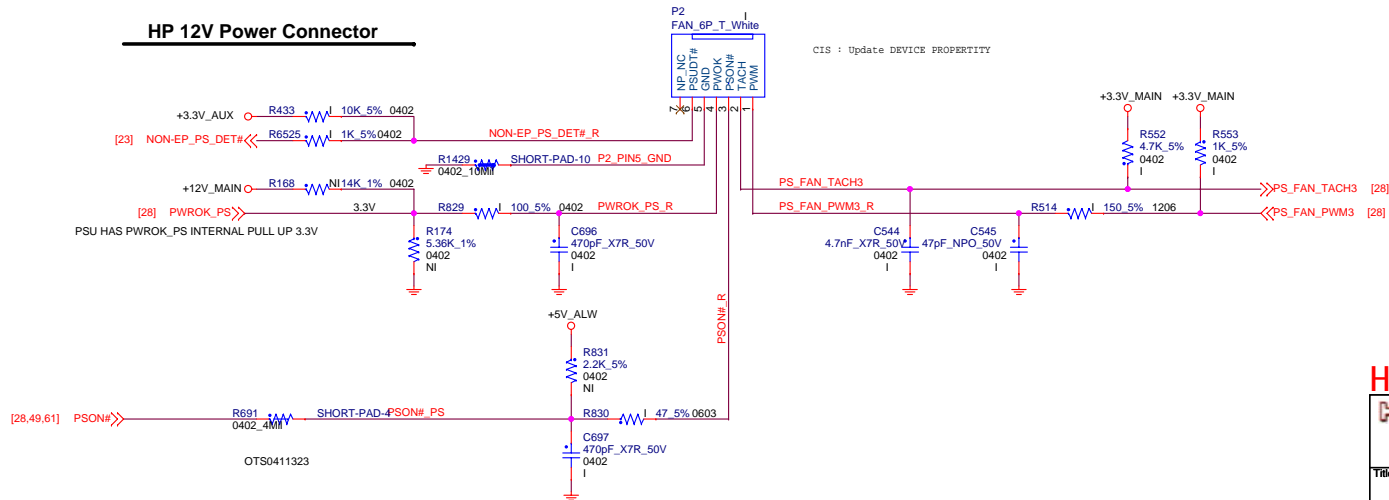 HP 12V Power Connector
P2
FAN_6P_T_White
I
NP_NC
PSUDT#
GND
PWOK
PSON#
TACH
PWM
7
6
5
4
3
2
1
CIS : Update DEVICE PROPERTITY
+3.3V_AUX
R433 I 10K_5% 0402
[23] NON-EP_PS_DET#
R6525 I 1K_5% 0402
NON-EP_PS_DET#_R
R1429
0402_10Mil
SHORT-PAD-10
P2_PIN5_GND
+12V_MAIN
R168 NI 14K_1% 0402
[28] PWROK_PS
3.3V
R829 I 100_5% 0402
PWROK_PS_R
PSU HAS PWROK_PS INTERNAL PULL UP 3.3V
R174
5.36K_1%
0402
NI
C696
470pF_X7R_50V
0402
I
+3.3V_MAIN
+3.3V_MAIN
R552
4.7K_5%
0402
I
R553
1K_5%
0402
I
PS_FAN_TACH3
PS_FAN_TACH3 [28]
PS_FAN_PWM3_R
R514 I 150_5% 1206
PS_FAN_PWM3 [28]
C544
4.7nF_X7R_50V
0402
I
C545
47pF_NPO_50V
0402
I
PSON#_R
+5V_ALW
R831
2.2K_5%
0402
NI
[28,49,61] PSON#
R691
0402_4Mil
SHORT-PAD-4
PSON#_PS
R830 I 47_5% 0603
C697
470pF_X7R_50V
0402
I
OTS0411323
H
Title